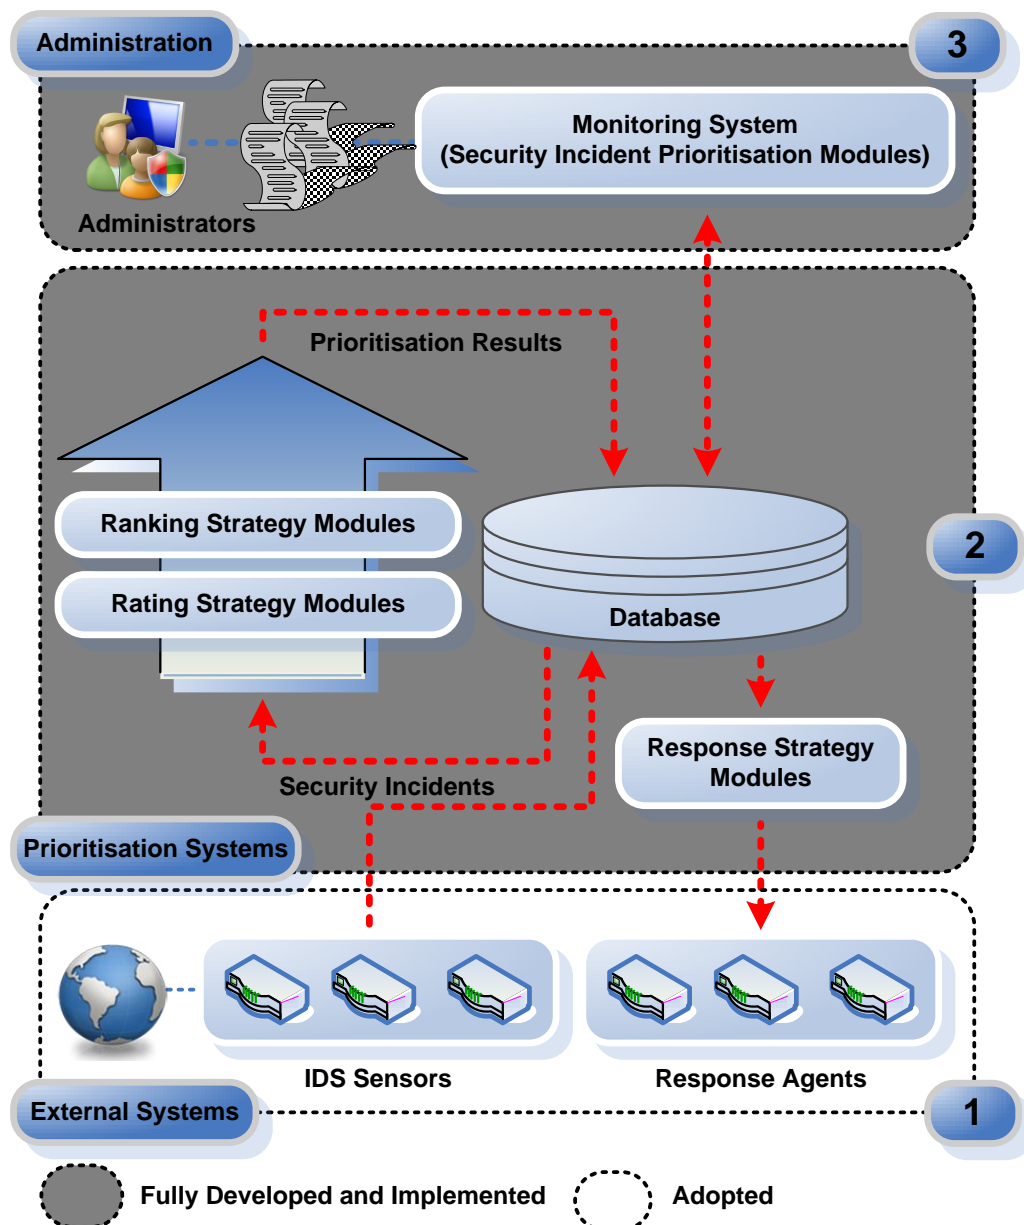 Administration
3
Monitoring System
(Security Incident Prioritisation Modules)
Administrators
Prioritisation Results
Ranking Strategy Modules
Rating Strategy Modules
2
Database
Response Strategy
Modules
Security Incidents
Prioritisation Systems
IDS Sensors
Response Agents
External Systems
1
Fully Developed and Implemented
Adopted